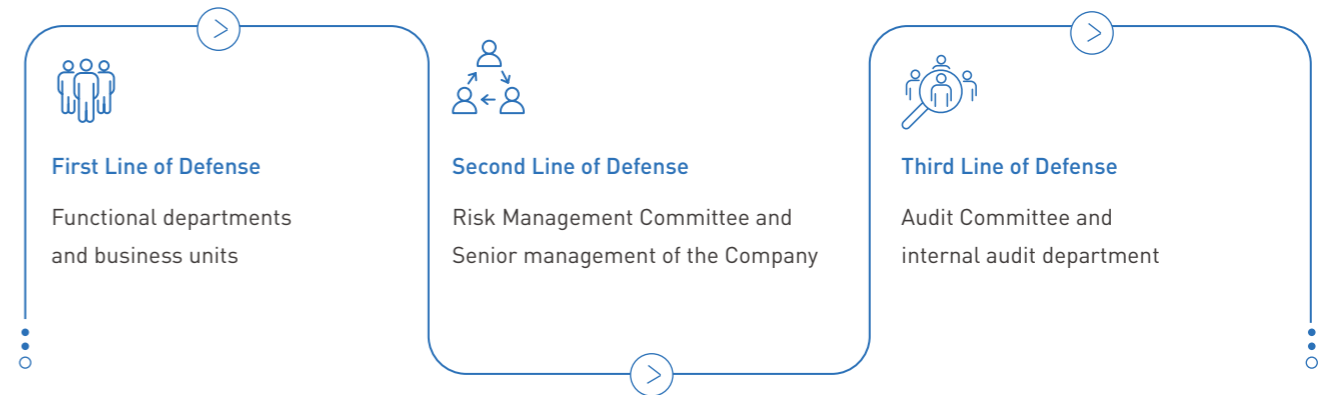 First Line of Defense
Functional departments
and business units
Second Line of Defense
Risk Management Committee and
Senior management of the Company
Third Line of Defense
Audit Committee and
internal audit department